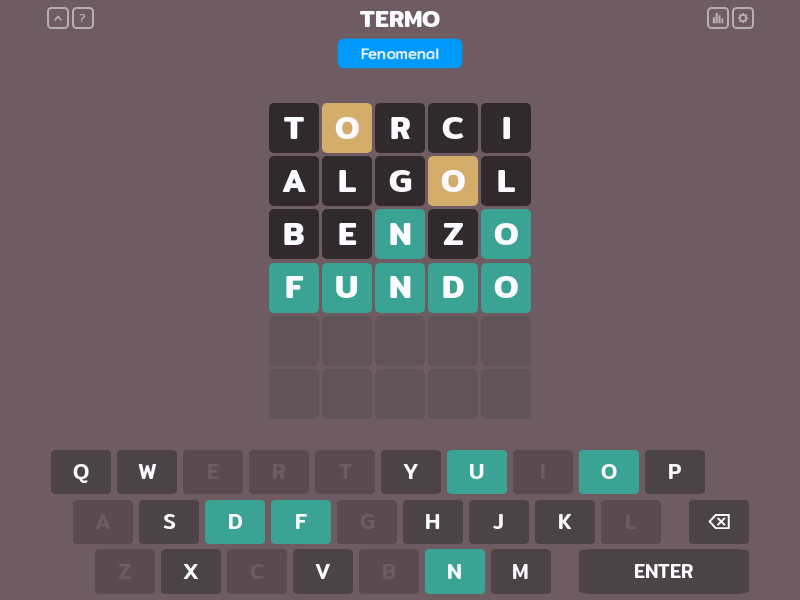 ?
TERMO
Fenomenal
TORCI
ALGOL
BENZO
FUNDO
Q W E R T Y U I O P
A S D F G H J K L
Z X C V B N M ENTER